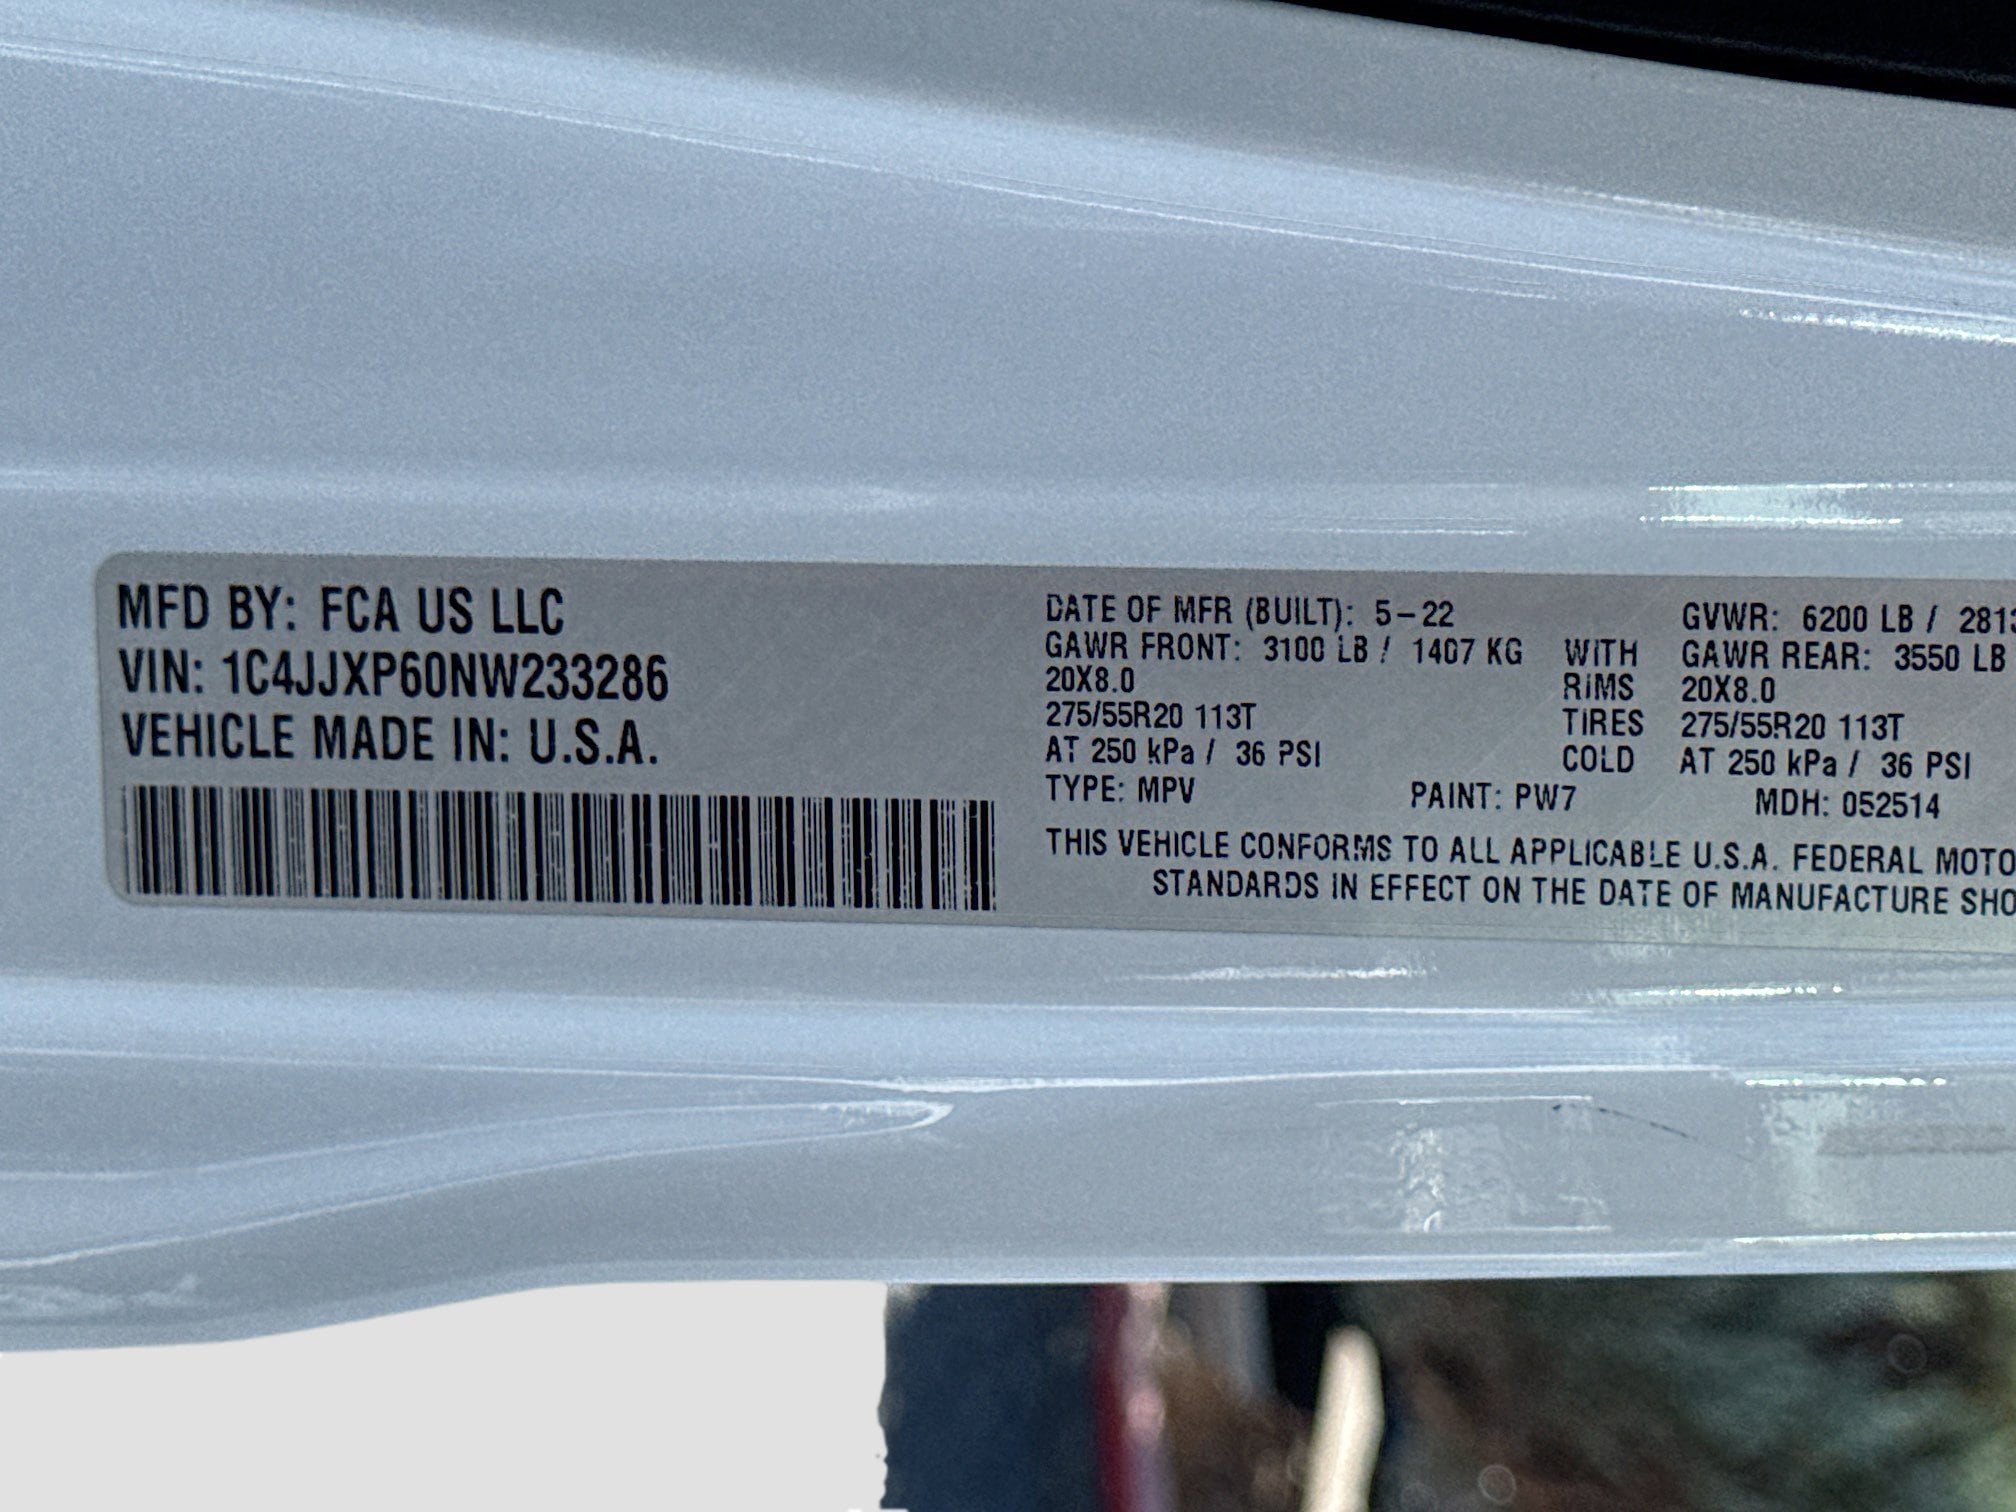 MFD BY: FCA US LLC
VIN: 1C4JJXP60NW233286
VEHICLE MADE IN: U.S.A.
DATE OF MFR (BUILT): 5-22 GVWR: 6200 LB / 2813
GAWR FRONT: 3100 LB / 1407 KG WITH GAWR REAR: 3550 LB
20X8.0 RIMS 20X8.0
275/55R20 113T TIRES 275/55R20 113T
AT 250 kPa / 36 PSI COLD AT 250 kPa / 36 PSI
TYPE: MPV PAINT: PW7 MDH: 052514
THIS VEHICLE CONFORMS TO ALL APPLICABLE U.S.A. FEDERAL MOTO
STANDARDS IN EFFECT ON THE DATE OF MANUFACTURE SHO